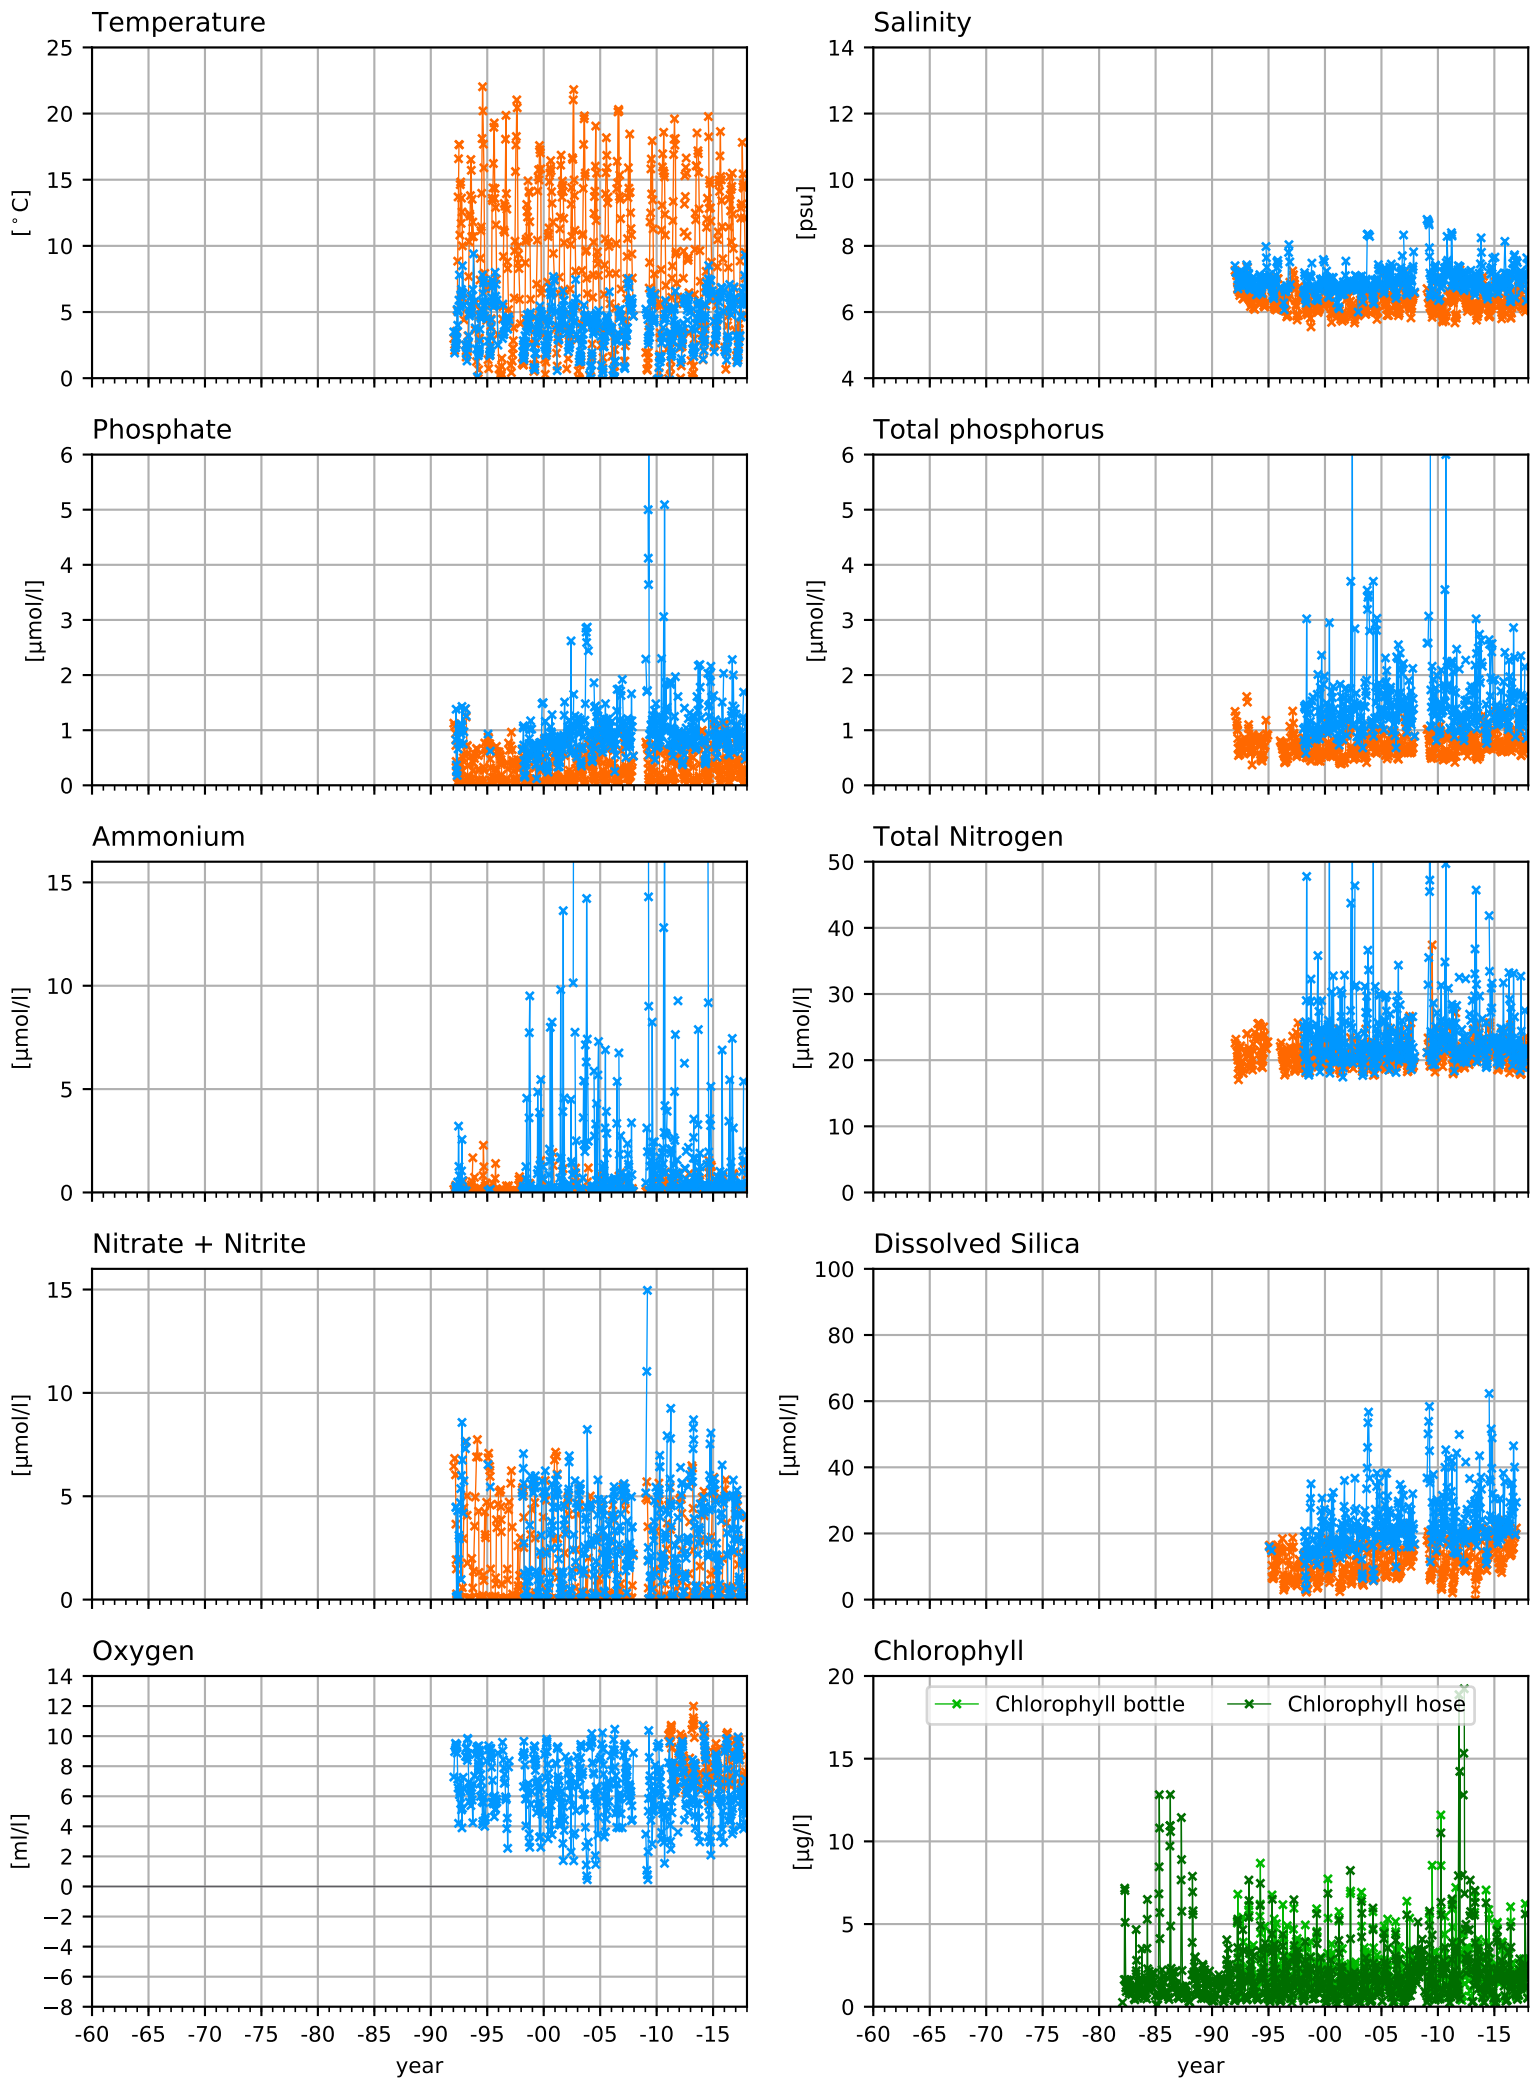 Temperature
Salinity
25
20
15
10
5
0
[°C]
14
12
10
8
6
4
[psu]
Phosphate
Total phosphorus
6
5
4
3
2
1
0
[µmol/l]
6
5
4
3
2
1
0
[µmol/l]
Ammonium
Total Nitrogen
15
10
5
0
[µmol/l]
50
40
30
20
10
0
[µmol/l]
Nitrate + Nitrite
Dissolved Silica
15
10
5
0
[µmol/l]
100
80
60
40
20
0
[µmol/l]
Oxygen
Chlorophyll
14
12
10
8
6
4
2
0
−2
−4
−6
−8
[ml/l]
20
15
10
5
0
[µg/l]
Chlorophyll bottle Chlorophyll hose
-60 -65 -70 -75 -80 -85 -90 -95 -00 -05 -10 -15
year
-60 -65 -70 -75 -80 -85 -90 -95 -00 -05 -10 -15
year